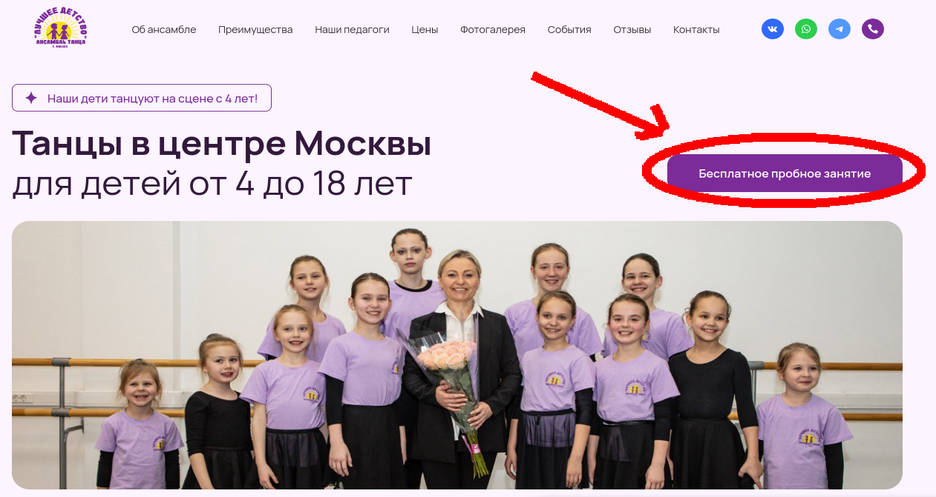 "ЛУЧШЕЕ ДЕТСТВО"
АНСАМБЛЬ ТАНЦА
Об ансамбле
Преимущества
Наши педагоги
Цены
Фотогалерея
События
Отзывы
Контакты
Наши дети танцуют на сцене с 4 лет!
Танцы в центре Москвы
для детей от 4 до 18 лет
Бесплатное пробное занятие